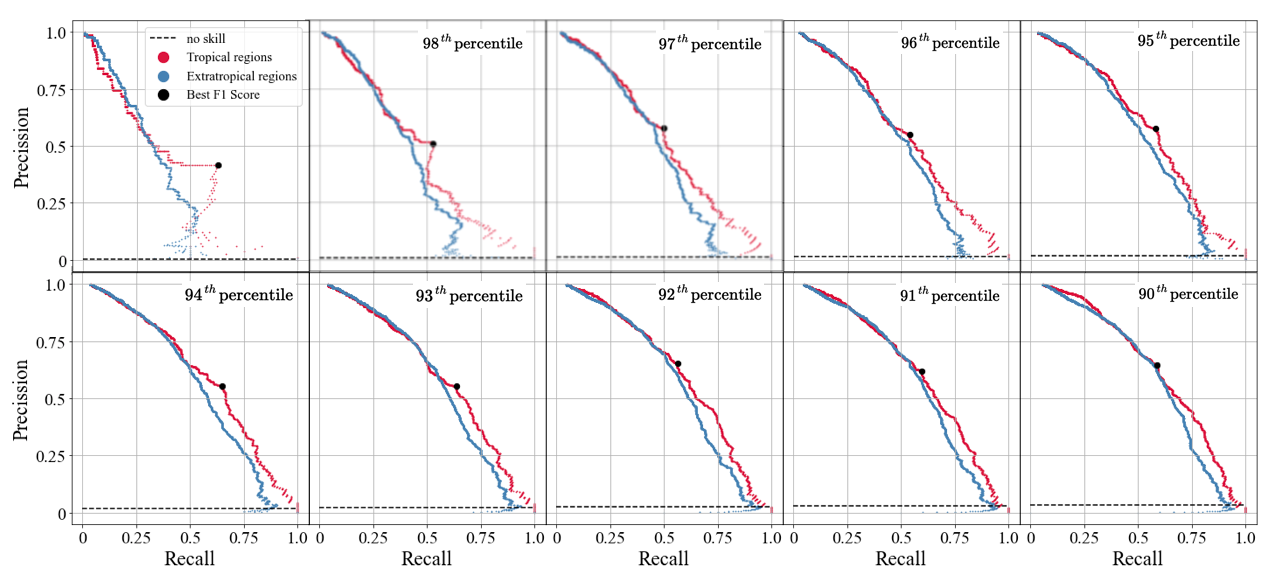 no skill
Tropical regions
Extratropical regions
Best F1 Score
98th percentile
97th percentile
96th percentile
95th percentile
Precission
1.0
0.75
0.5
0.25
0
94th percentile
93th percentile
92th percentile
91th percentile
90th percentile
Precission
1.0
0.75
0.5
0.25
0
0 0.25 0.5 0.75 1.0
0 0.25 0.5 0.75 1.0
0 0.25 0.5 0.75 1.0
0 0.25 0.5 0.75 1.0
0 0.25 0.5 0.75 1.0
Recall Recall Recall Recall Recall